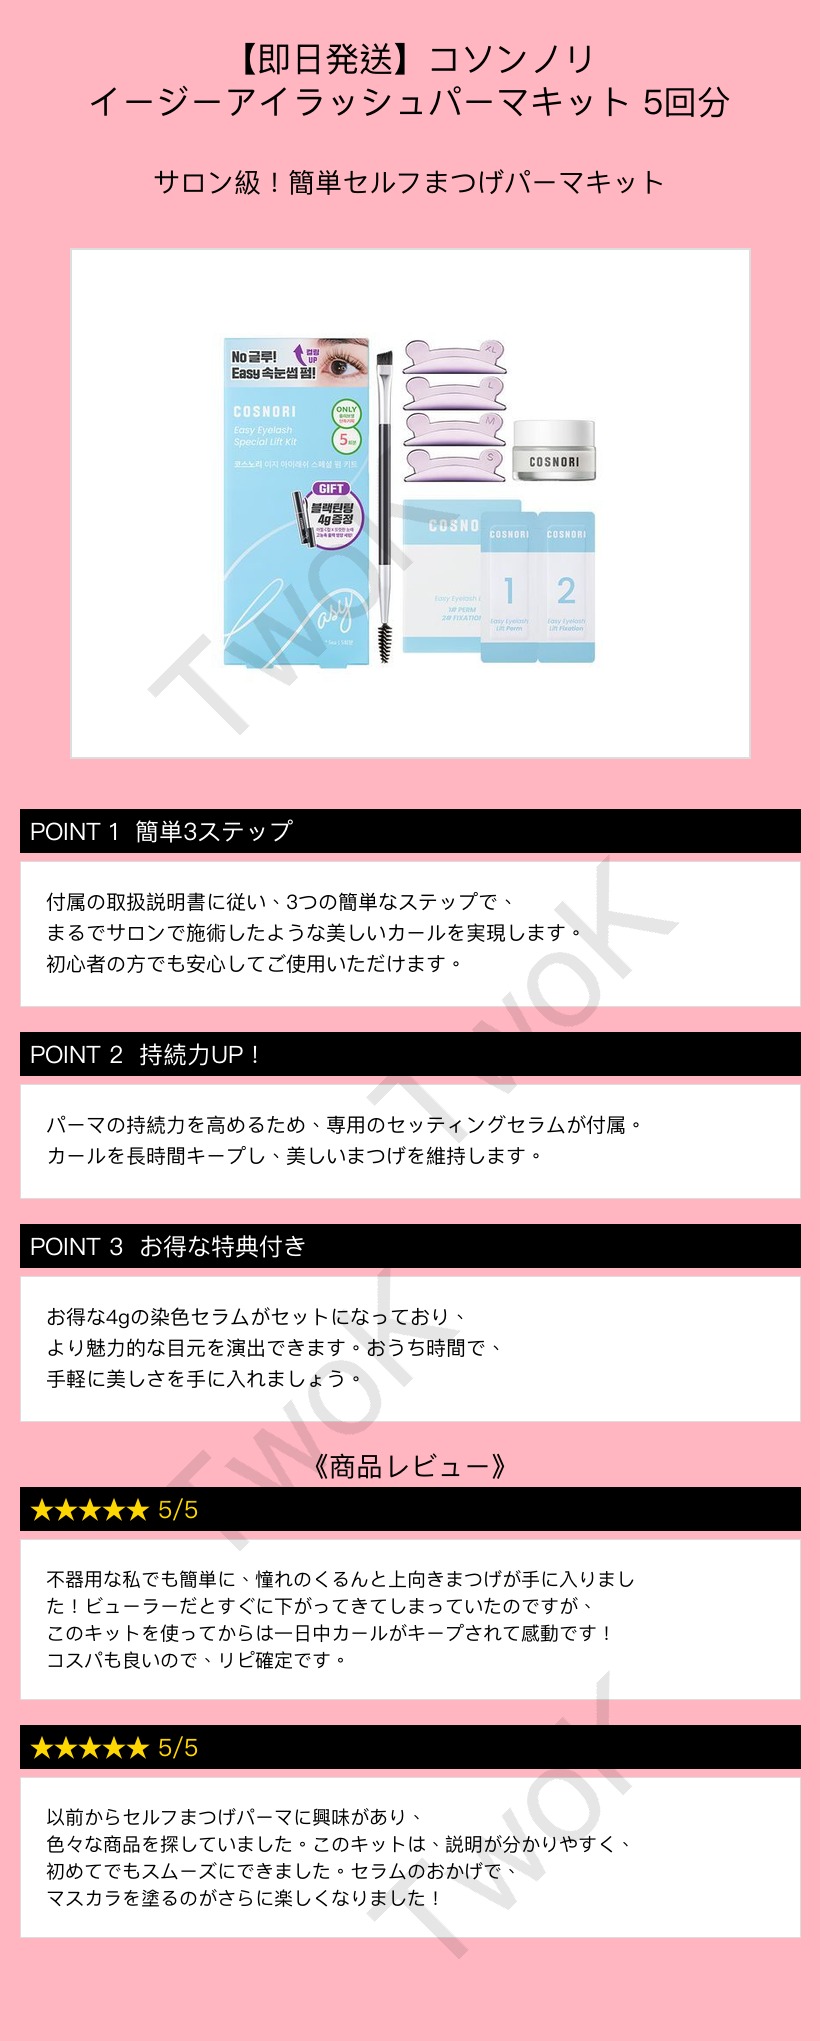 【即日発送】コソンノリ
イージーアイラッシュパーマキット 5回分
サロン級！簡単セルフまつげパーマキット
No글루!
Easy 속눈썹 펌!
컬링
UP
COSNORI
ONLY
Easy Eyelash
Special Lift Kit
5회분
코스노리 이지 아이래쉬 스페셜 펌 키트
GIFT
블랙틴팅
4g증정
asy
XL
L
M
S
COSNORI
COSNO
Easy Eyelash
1# PERM
2# FIXATIO
COSNORI
1
Easy Eyelash
Lift Perm
COSNORI
2
Easy Eyelash
Lift Fixation
TwoK
POINT 1 簡単3ステップ
付属の取扱説明書に従い、3つの簡単なステップで、
まるでサロンで施術したような美しいカールを実現します。
初心者の方でも安心してご使用いただけます。
TwoK
POINT 2 持続力UP！
パーマの持続力を高めるため、専用のセッティングセラムが付属。
カールを長時間キープし、美しいまつげを維持します。
POINT 3 お得な特典付き
お得な4gの染色セラムがセットになっており、
より魅力的な目元を演出できます。おうち時間で、
手軽に美しさを手に入れましょう。
TwoK
《商品レビュー》
★★★★★ 5/5
不器用な私でも簡単に、憧れのくるんと上向きまつげが手に入りまし
た！ビューラーだとすぐに下がってきてしまっていたのですが、
このキットを使ってからは一日中カールがキープされて感動です！
コスパも良いので、リピ確定です。
★★★★★ 5/5
以前からセルフまつげパーマに興味があり、
色々な商品を探していました。このキットは、説明が分かりやすく、
初めてでもスムーズにできました。セラムのおかげで、
マスカラを塗るのがさらに楽しくなりました！
TwoK